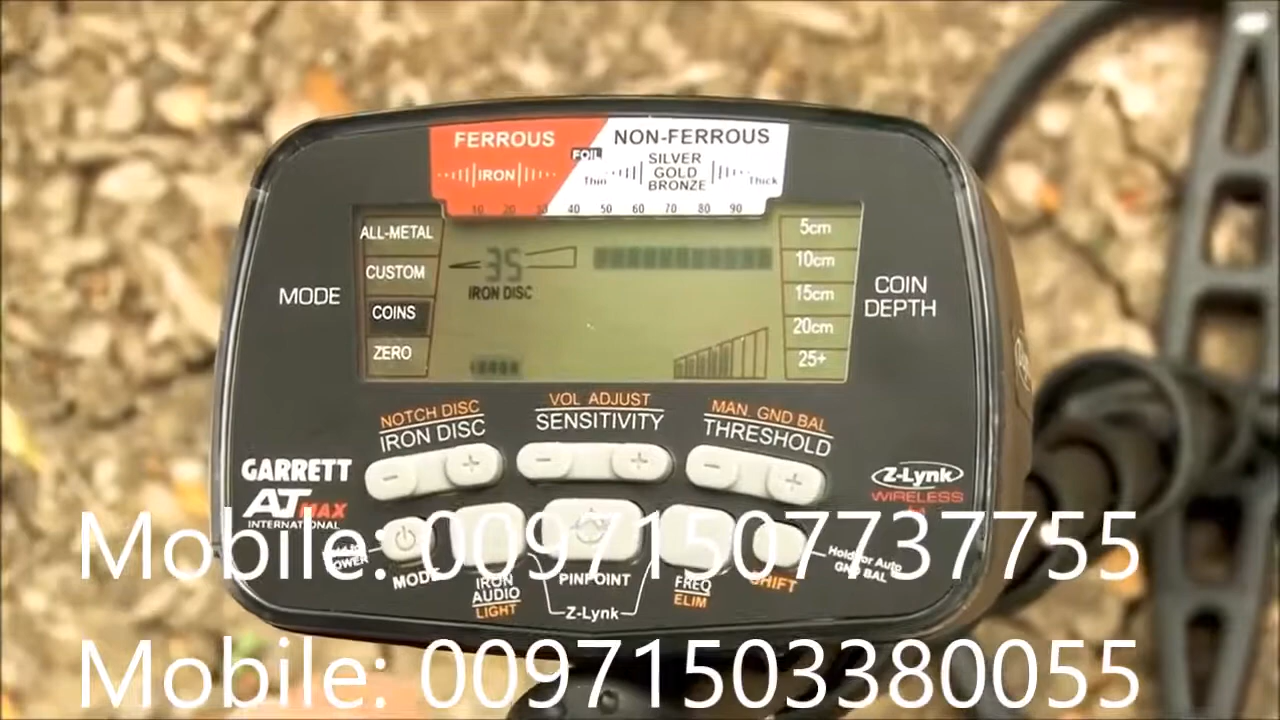 FERROUS NON-FERROUS
IRON FOIL Thin SILVER GOLD BRONZE Thick
10 20 30 40 50 60 70 80 90
ALL-METAL
CUSTOM
COINS
ZERO
MODE
35
IRON DISC
5cm
10cm
15cm
20cm
25+
COIN
DEPTH
NOTCH DISC
IRON DISC
VOL ADJUST
SENSITIVITY
MAN GND BAL
THRESHOLD
GARRETT
AT MAX
INTERNATIONAL
Z-Lynk
WIRELESS
POWER
MODE
IRON
AUDIO
LIGHT
PINPOINT
Z-Lynk
FREQ
ELIM
SHIFT
Hold for Auto
GND BAL
Mobile: 00971507737755
Mobile: 00971503380055